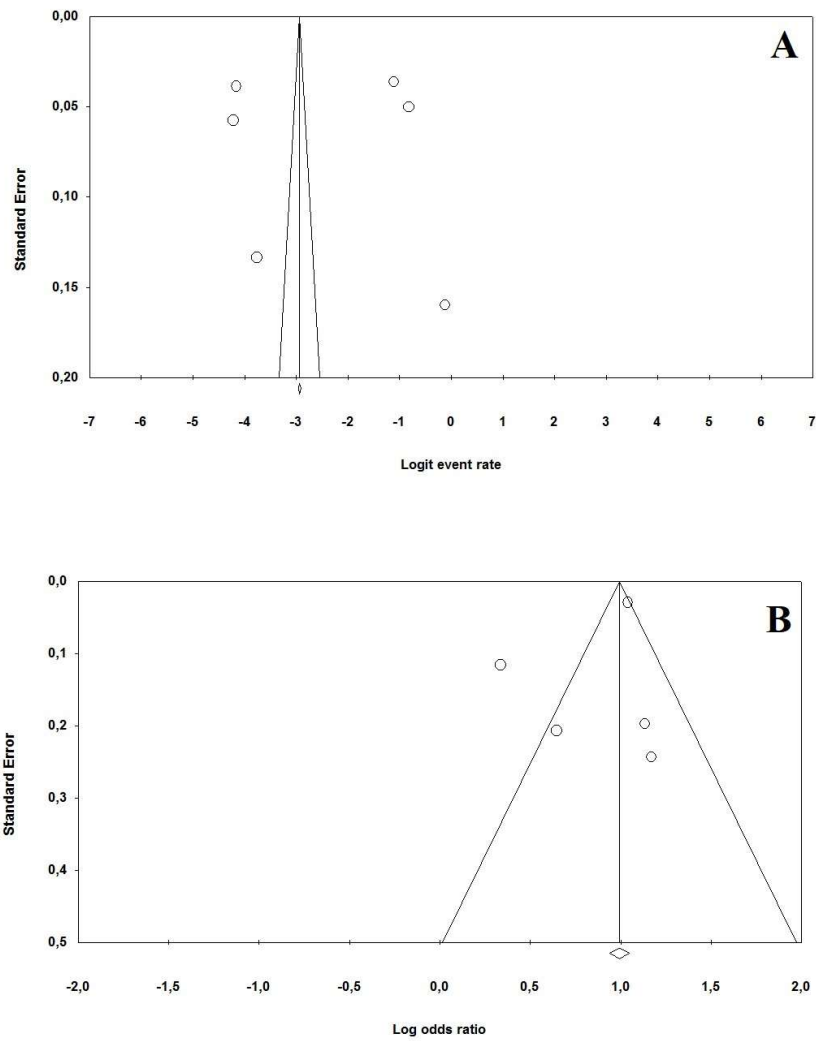 A
0,00
0,05
0,10
0,15
0,20
Standard Error
-7 -6 -5 -4 -3 -2 -1 0 1 2 3 4 5 6 7
Logit event rate
B
0,0
0,1
0,2
0,3
0,4
0,5
Standard Error
-2,0 -1,5 -1,0 -0,5 0,0 0,5 1,0 1,5 2,0
Log odds ratio